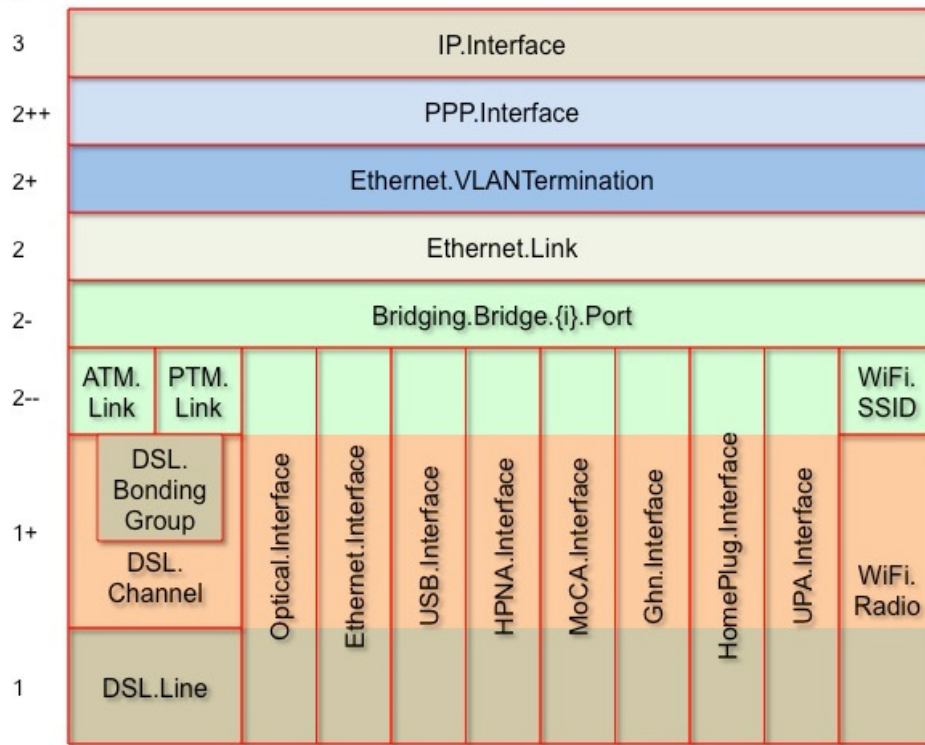 3
IP.Interface
2++
PPP.Interface
2+
Ethernet.VLANTermination
2
Ethernet.Link
2-
Bridging.Bridge.{i}.Port
2--
ATM.
Link
PTM.
Link
WiFi.
SSID
1+
DSL.
Bonding
Group
DSL.
Channel
Optical.Interface
Ethernet.Interface
USB.Interface
HPNA.Interface
MoCA.Interface
Ghn.Interface
HomePlug.Interface
UPA.Interface
WiFi.
Radio
1
DSL.Line